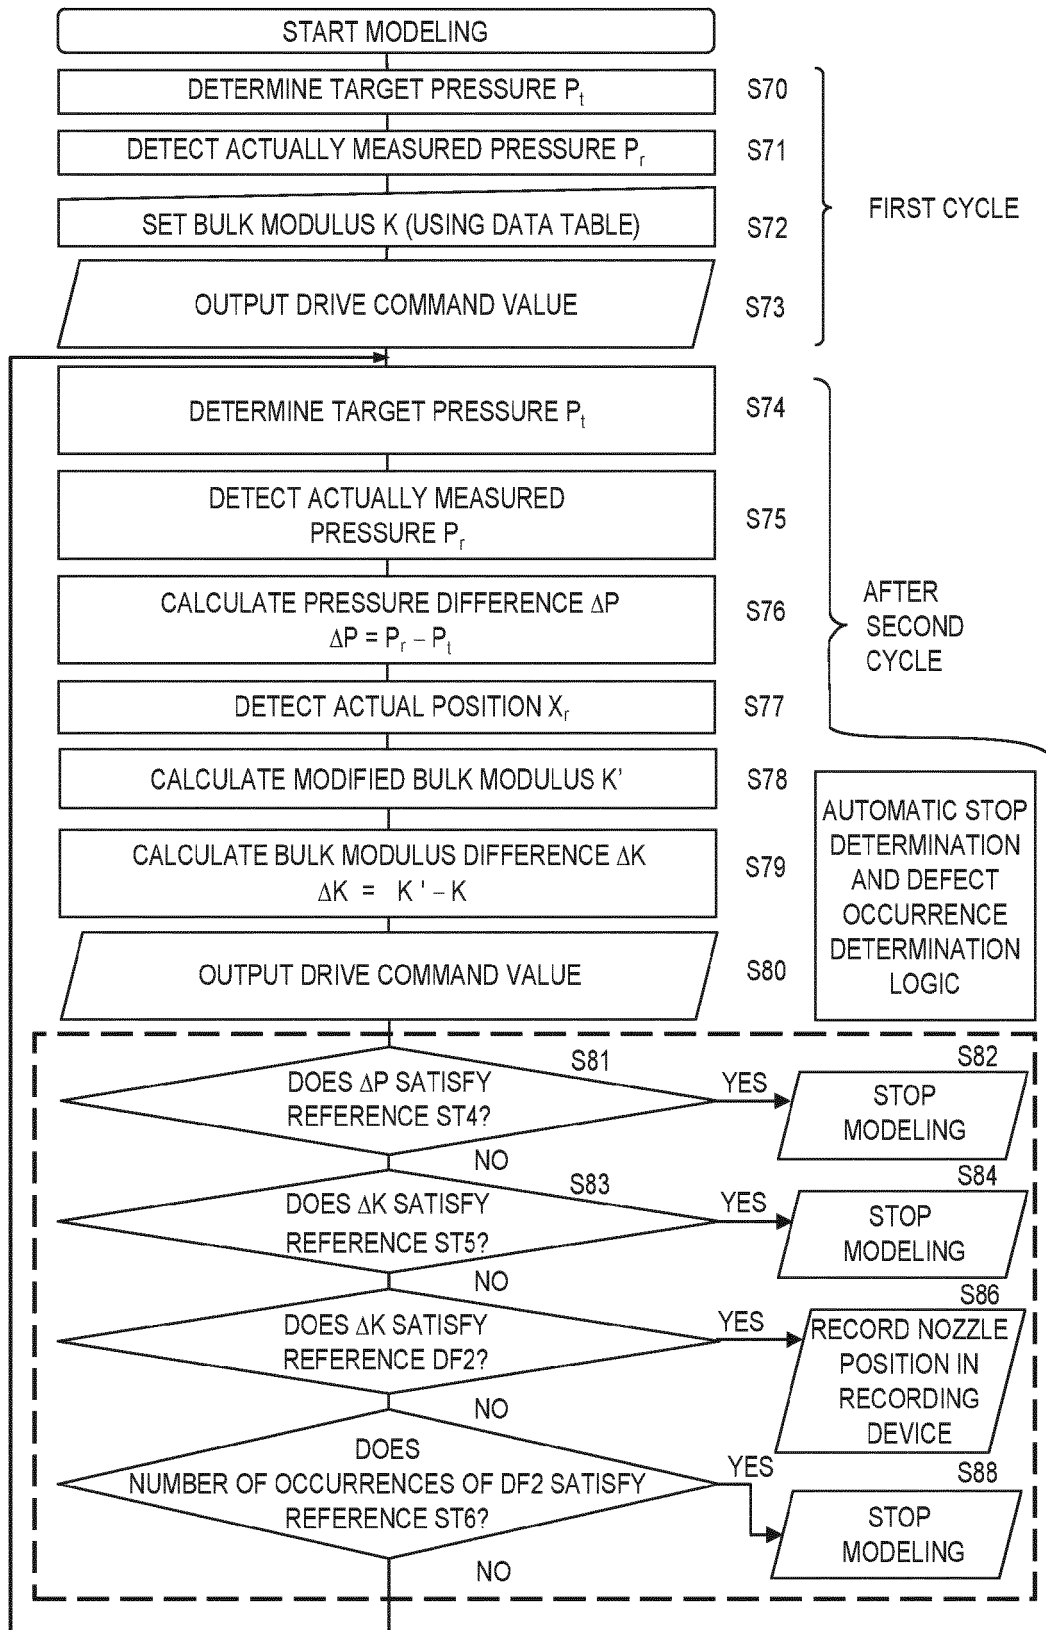 START MODELING
DETERMINE TARGET PRESSURE Pt
S70
DETECT ACTUALLY MEASURED PRESSURE Pr
S71
SET BULK MODULUS K (USING DATA TABLE)
S72
OUTPUT DRIVE COMMAND VALUE
S73
FIRST CYCLE
DETERMINE TARGET PRESSURE Pt
S74
DETECT ACTUALLY MEASURED
PRESSURE Pr
S75
CALCULATE PRESSURE DIFFERENCE ΔP
ΔP = Pr − Pt
S76
DETECT ACTUAL POSITION Xr
S77
CALCULATE MODIFIED BULK MODULUS K'
S78
CALCULATE BULK MODULUS DIFFERENCE ΔK
ΔK = K ' − K
S79
OUTPUT DRIVE COMMAND VALUE
S80
AFTER
SECOND
CYCLE
AUTOMATIC STOP
DETERMINATION
AND DEFECT
OCCURRENCE
DETERMINATION
LOGIC
S81
DOES ΔP SATISFY
REFERENCE ST4?
YES
S82
STOP
MODELING
NO
S83
DOES ΔK SATISFY
REFERENCE ST5?
YES
S84
STOP
MODELING
NO
DOES ΔK SATISFY
REFERENCE DF2?
YES
S86
RECORD NOZZLE
POSITION IN
RECORDING
DEVICE
NO
DOES
NUMBER OF OCCURRENCES OF DF2 SATISFY
REFERENCE ST6?
YES
S88
STOP
MODELING
NO